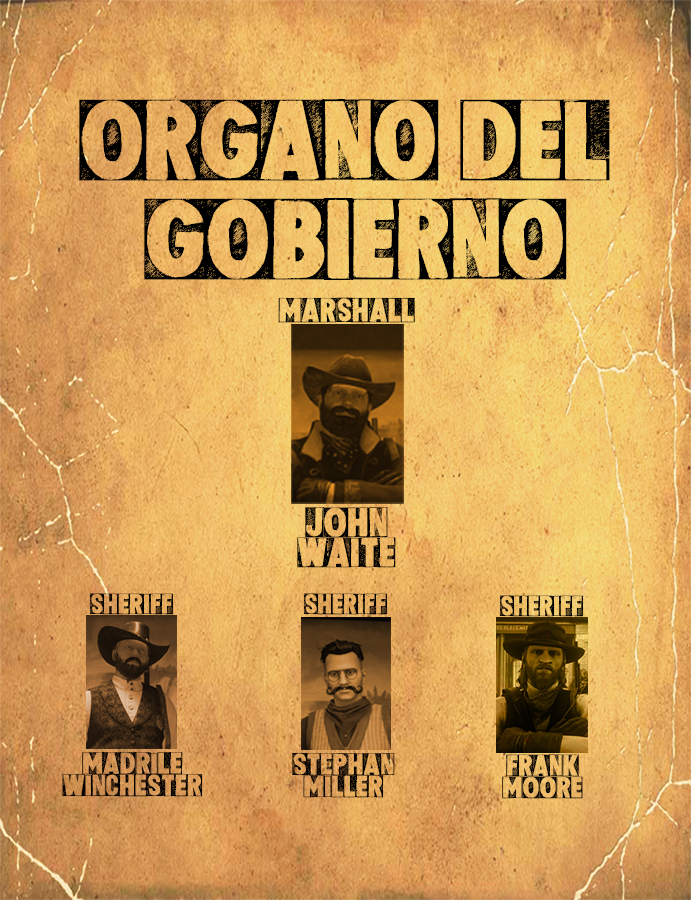 ORGANO DEL
GOBIERNO
MARSHALL
JOHN
WAITE
SHERIFF
MADRILE
WINCHESTER
SHERIFF
STEPHAN
MILLER
SHERIFF
FRANK
MOORE